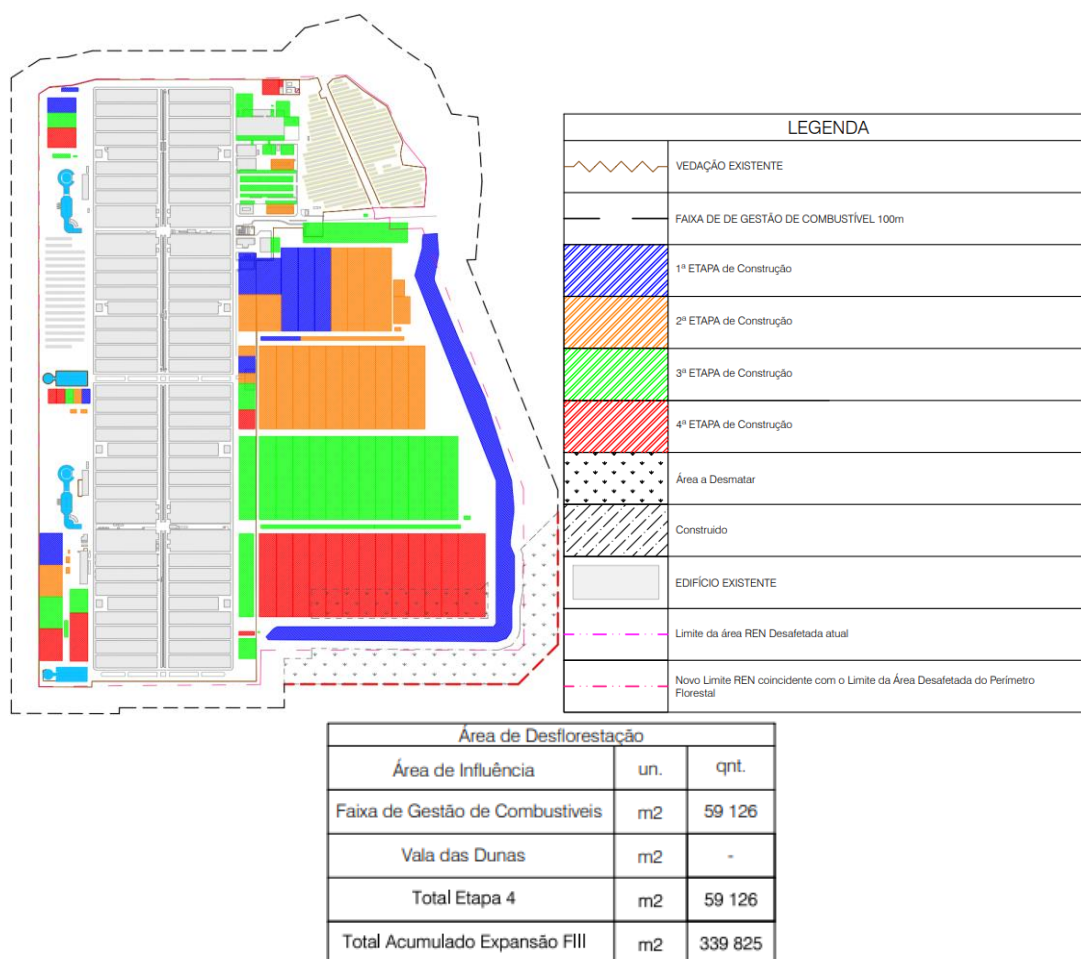 LEGENDA
VEDAÇÃO EXISTENTE
FAIXA DE DE GESTÃO DE COMBUSTÍVEL 100m
1ª ETAPA de Construção
2ª ETAPA de Construção
3ª ETAPA de Construção
4ª ETAPA de Construção
Área a Desmatar
Construido
EDIFÍCIO EXISTENTE
Limite da área REN Desafetada atual
Novo Limite REN coincidente com o Limite da Área Desafetada do Perímetro
Florestal
Área de Desflorestação
Área de Influência un. qnt.
Faixa de Gestão de Combustiveis m2 59 126
Vala das Dunas m2 -
Total Etapa 4 m2 59 126
Total Acumulado Expansão FIII m2 339 825